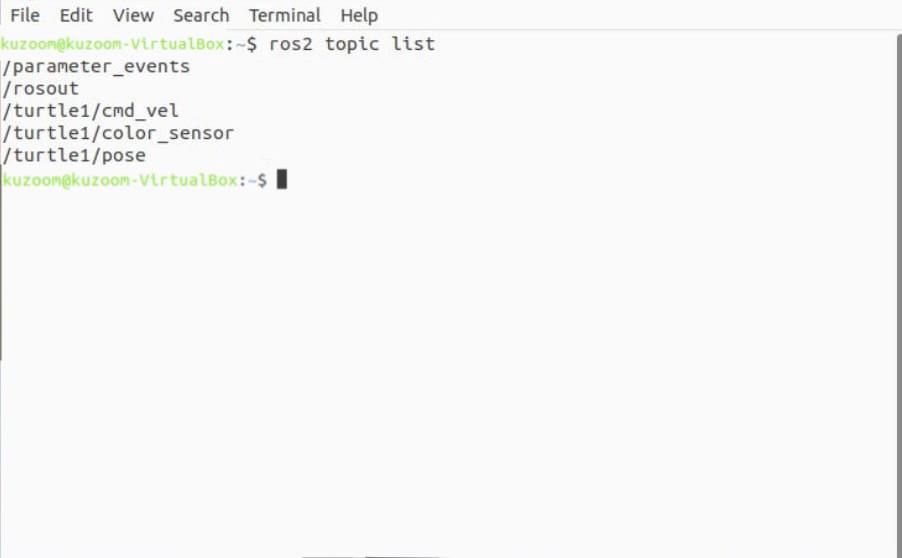 File Edit View Search Terminal Help
kuzoom@kuzoom-VirtualBox:~$ ros2 topic list
/parameter_events
/rosout
/turtle1/cmd_vel
/turtle1/color_sensor
/turtle1/pose
kuzoom@kuzoom-VirtualBox:~$